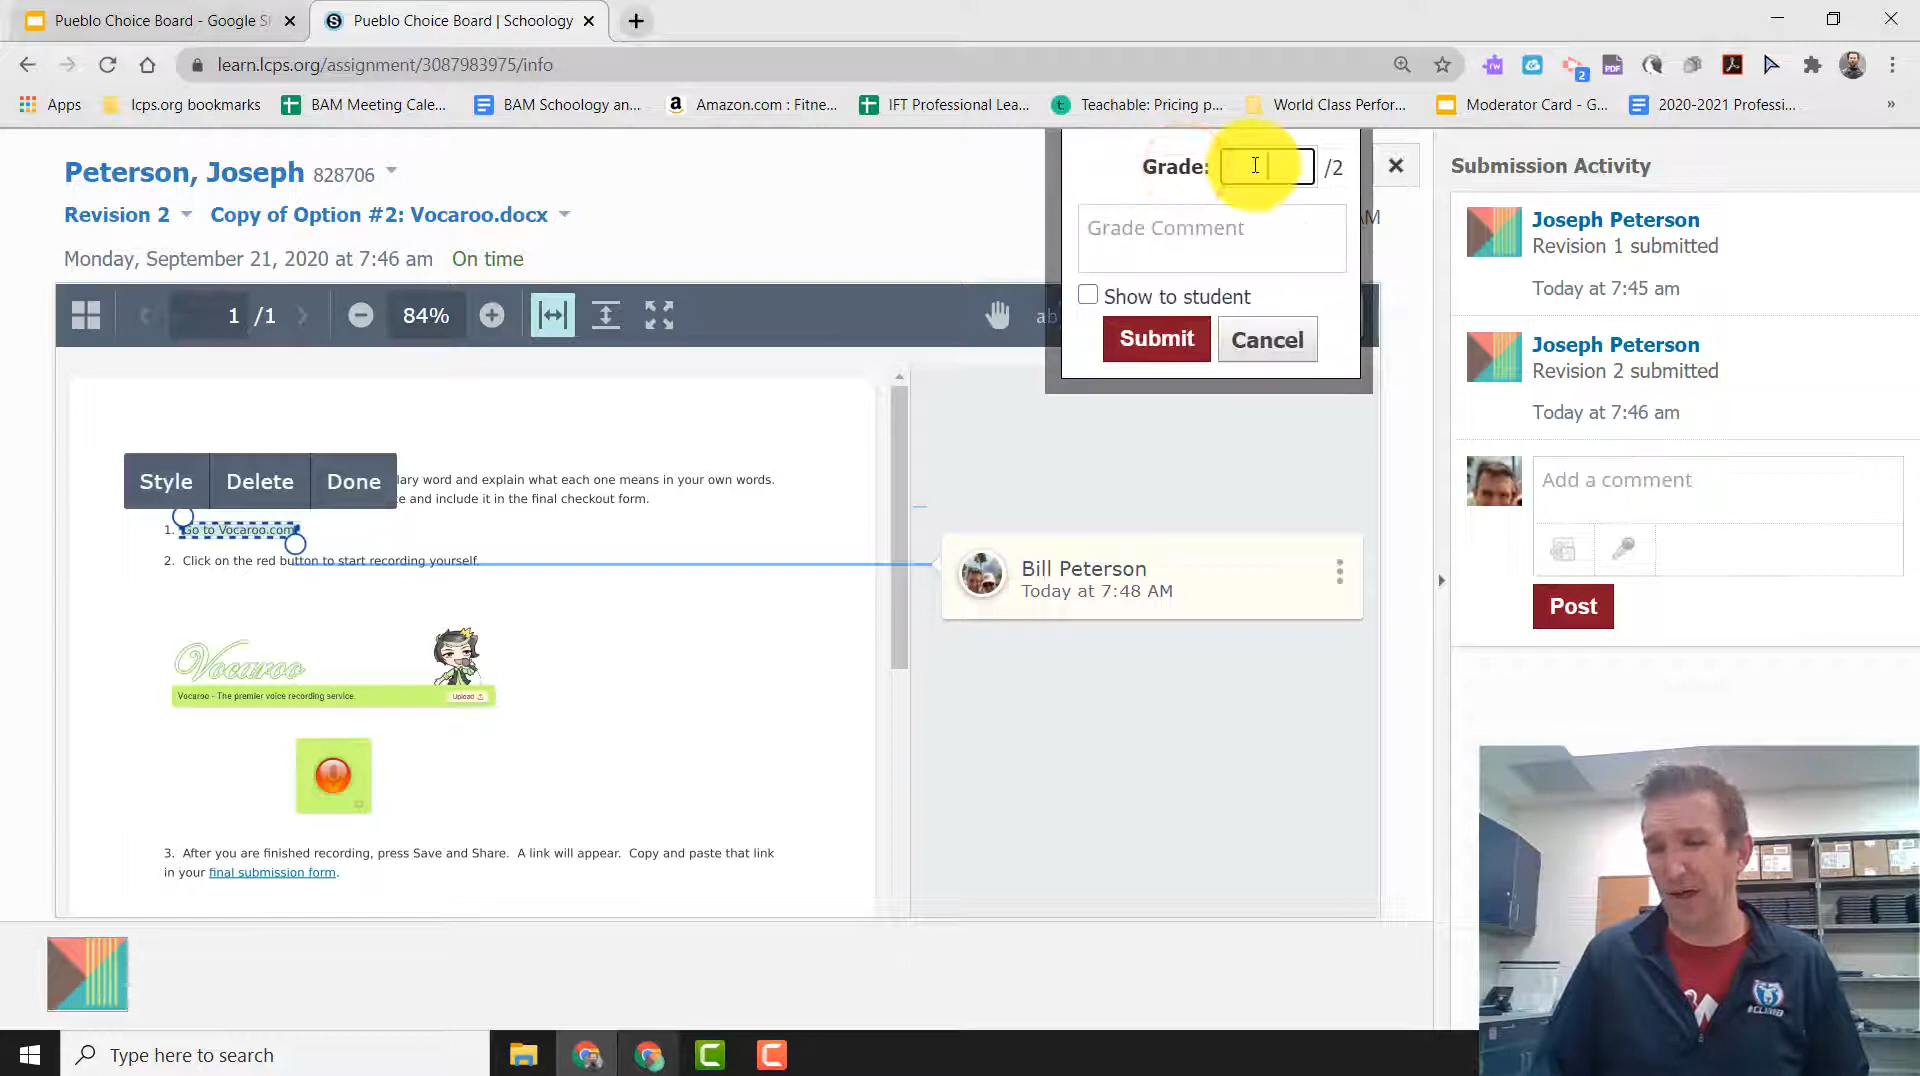 Pueblo Choice Board - Google Sl
Pueblo Choice Board | Schoology
learn.lcps.org/assignment/3087983975/info
2
Apps
lcps.org bookmarks
BAM Meeting Cale...
BAM Schoology an...
Amazon.com : Fitne...
IFT Professional Lea...
Teachable: Pricing p...
World Class Perfor...
Moderator Card - G...
2020-2021 Professi...
»
Peterson, Joseph 828706
Revision 2 Copy of Option #2: Vocaroo.docx
Monday, September 21, 2020 at 7:46 am On time
Grade: /2
AM
Grade Comment
Show to student
Submit Cancel
1 /1
84%
ab
Style Delete Done
lary word and explain what each one means in your own words.
ce and include it in the final checkout form.
1. Go to Vocaroo.com
2. Click on the red button to start recording yourself.
Vocaroo
Vocaroo - The premier voice recording service.
Upload
3. After you are finished recording, press Save and Share. A link will appear. Copy and paste that link
in your final submission form.
Bill Peterson
Today at 7:48 AM
Submission Activity
Joseph Peterson
Revision 1 submitted
Today at 7:45 am
Joseph Peterson
Revision 2 submitted
Today at 7:46 am
Add a comment
Post
#CLIMB
Type here to search